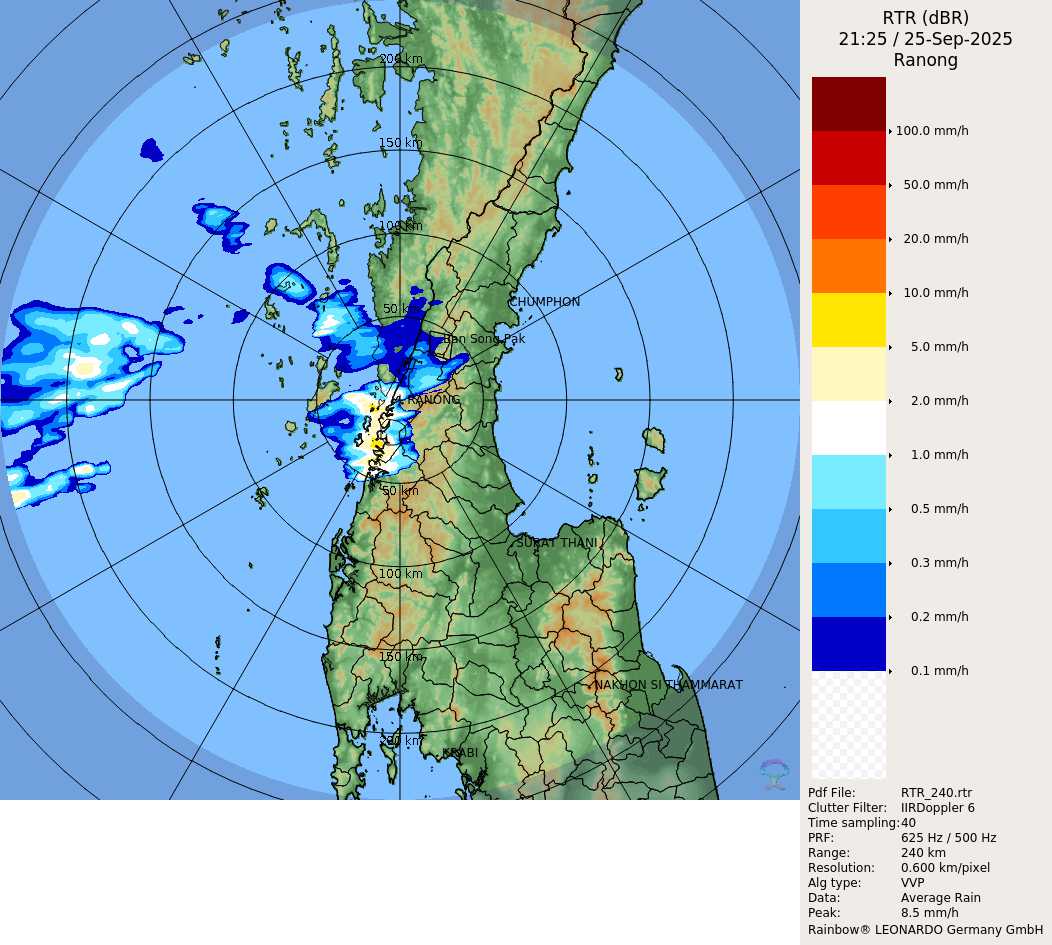 RTR (dBR)
21:25 / 25-Sep-2025
Ranong
200 km
150 km
100 km
50 km
CHUMPHON
Ban Song Pak
RANONG
50 km
SURAT THANI
100 km
150 km
NAKHON SI THAMMARAT
200 km
KRABI
100.0 mm/h
50.0 mm/h
20.0 mm/h
10.0 mm/h
5.0 mm/h
2.0 mm/h
1.0 mm/h
0.5 mm/h
0.3 mm/h
0.2 mm/h
0.1 mm/h
Pdf File: RTR_240.rtr
Clutter Filter: IIRDoppler 6
Time sampling:40
PRF: 625 Hz / 500 Hz
Range: 240 km
Resolution: 0.600 km/pixel
Alg type: VVP
Data: Average Rain
Peak: 8.5 mm/h
Rainbow® LEONARDO Germany GmbH